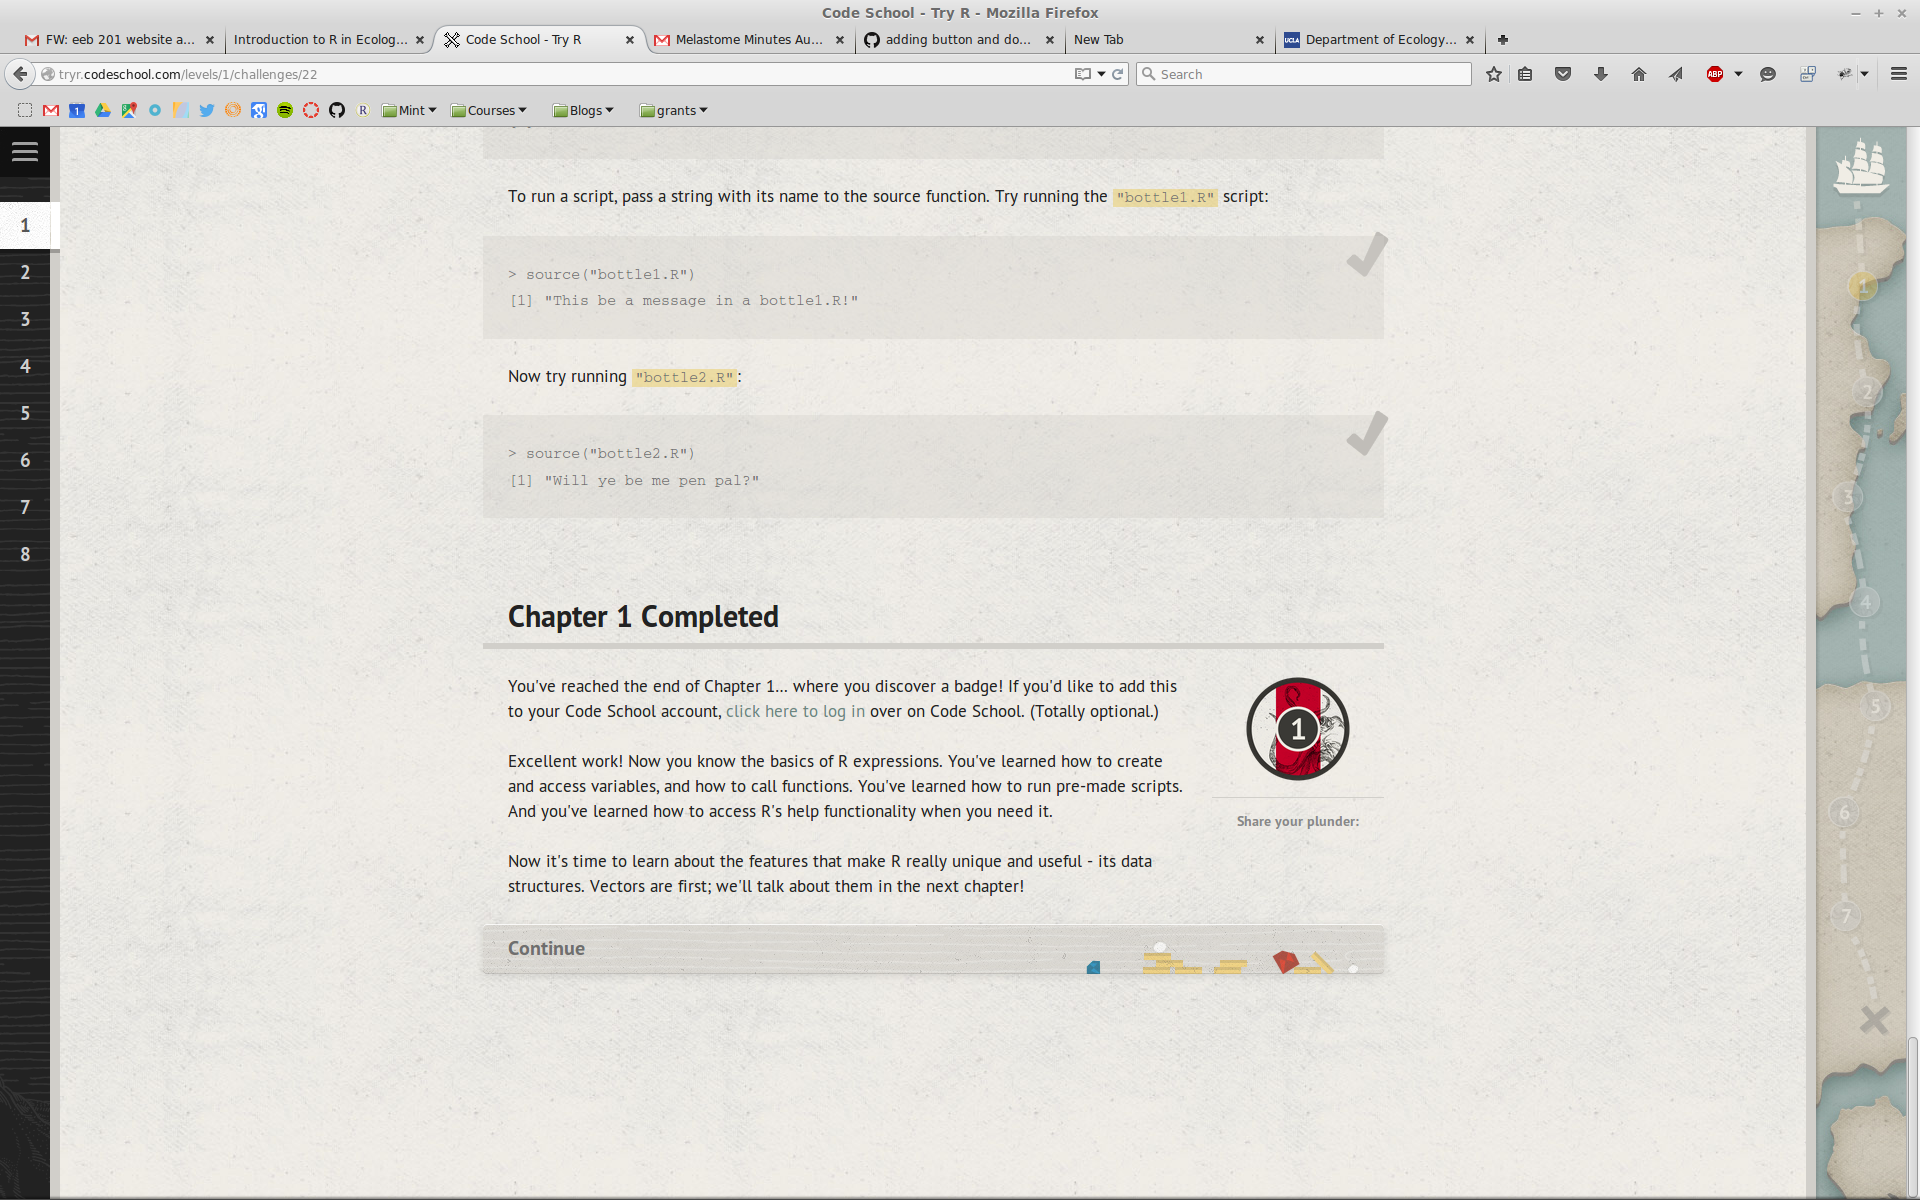 Code School - Try R - Mozilla Firefox
FW: eeb 201 website a...
Introduction to R in Ecolog...
Code School - Try R
Melastome Minutes Au...
adding button and do...
New Tab
UCLA
Department of Ecology,...
tryr.codeschool.com/levels/1/challenges/22
Search
ABP
1
R
Mint
Courses
Blogs
grants
To run a script, pass a string with its name to the source function. Try running the "bottle1.R" script:
> source("bottle1.R")
[1] "This be a message in a bottle1.R!"
Now try running "bottle2.R":
> source("bottle2.R")
[1] "Will ye be me pen pal?"
Chapter 1 Completed
You've reached the end of Chapter 1... where you discover a badge! If you'd like to add this
to your Code School account, click here to log in over on Code School. (Totally optional.)
1
Excellent work! Now you know the basics of R expressions. You've learned how to create
and access variables, and how to call functions. You've learned how to run pre-made scripts.
And you've learned how to access R's help functionality when you need it.
Share your plunder:
Now it's time to learn about the features that make R really unique and useful - its data
structures. Vectors are first; we'll talk about them in the next chapter!
Continue
1
2
3
4
5
6
7
8
1
2
3
4
5
6
7